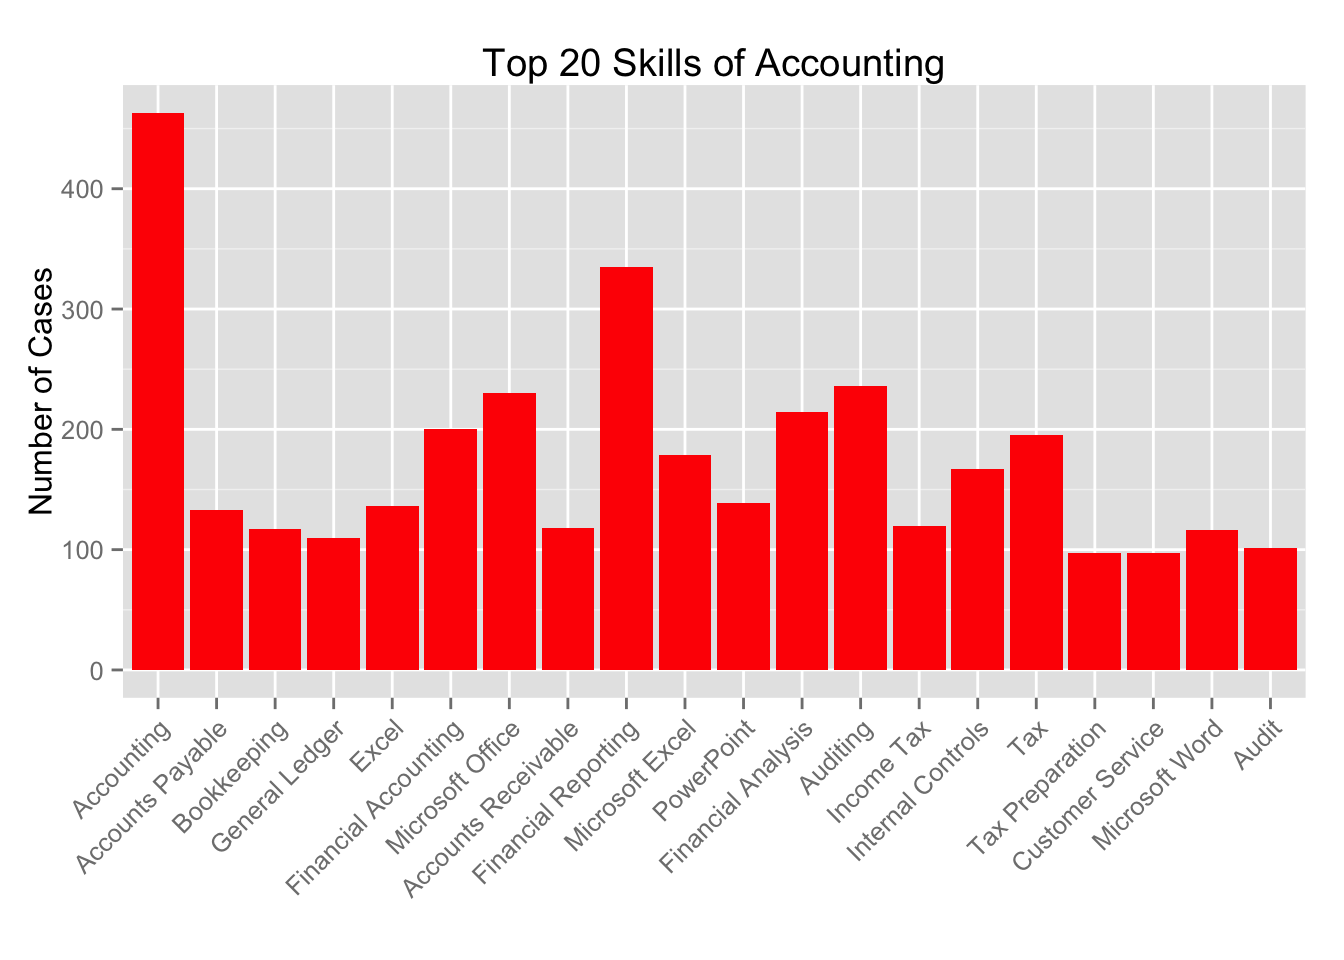 Top 20 Skills of Accounting
Number of Cases
400
300
200
100
0
Accounting
Accounts Payable
Bookkeeping
General Ledger
Excel
Financial Accounting
Microsoft Office
Accounts Receivable
Financial Reporting
Microsoft Excel
PowerPoint
Financial Analysis
Auditing
Income Tax
Internal Controls
Tax
Tax Preparation
Customer Service
Microsoft Word
Audit